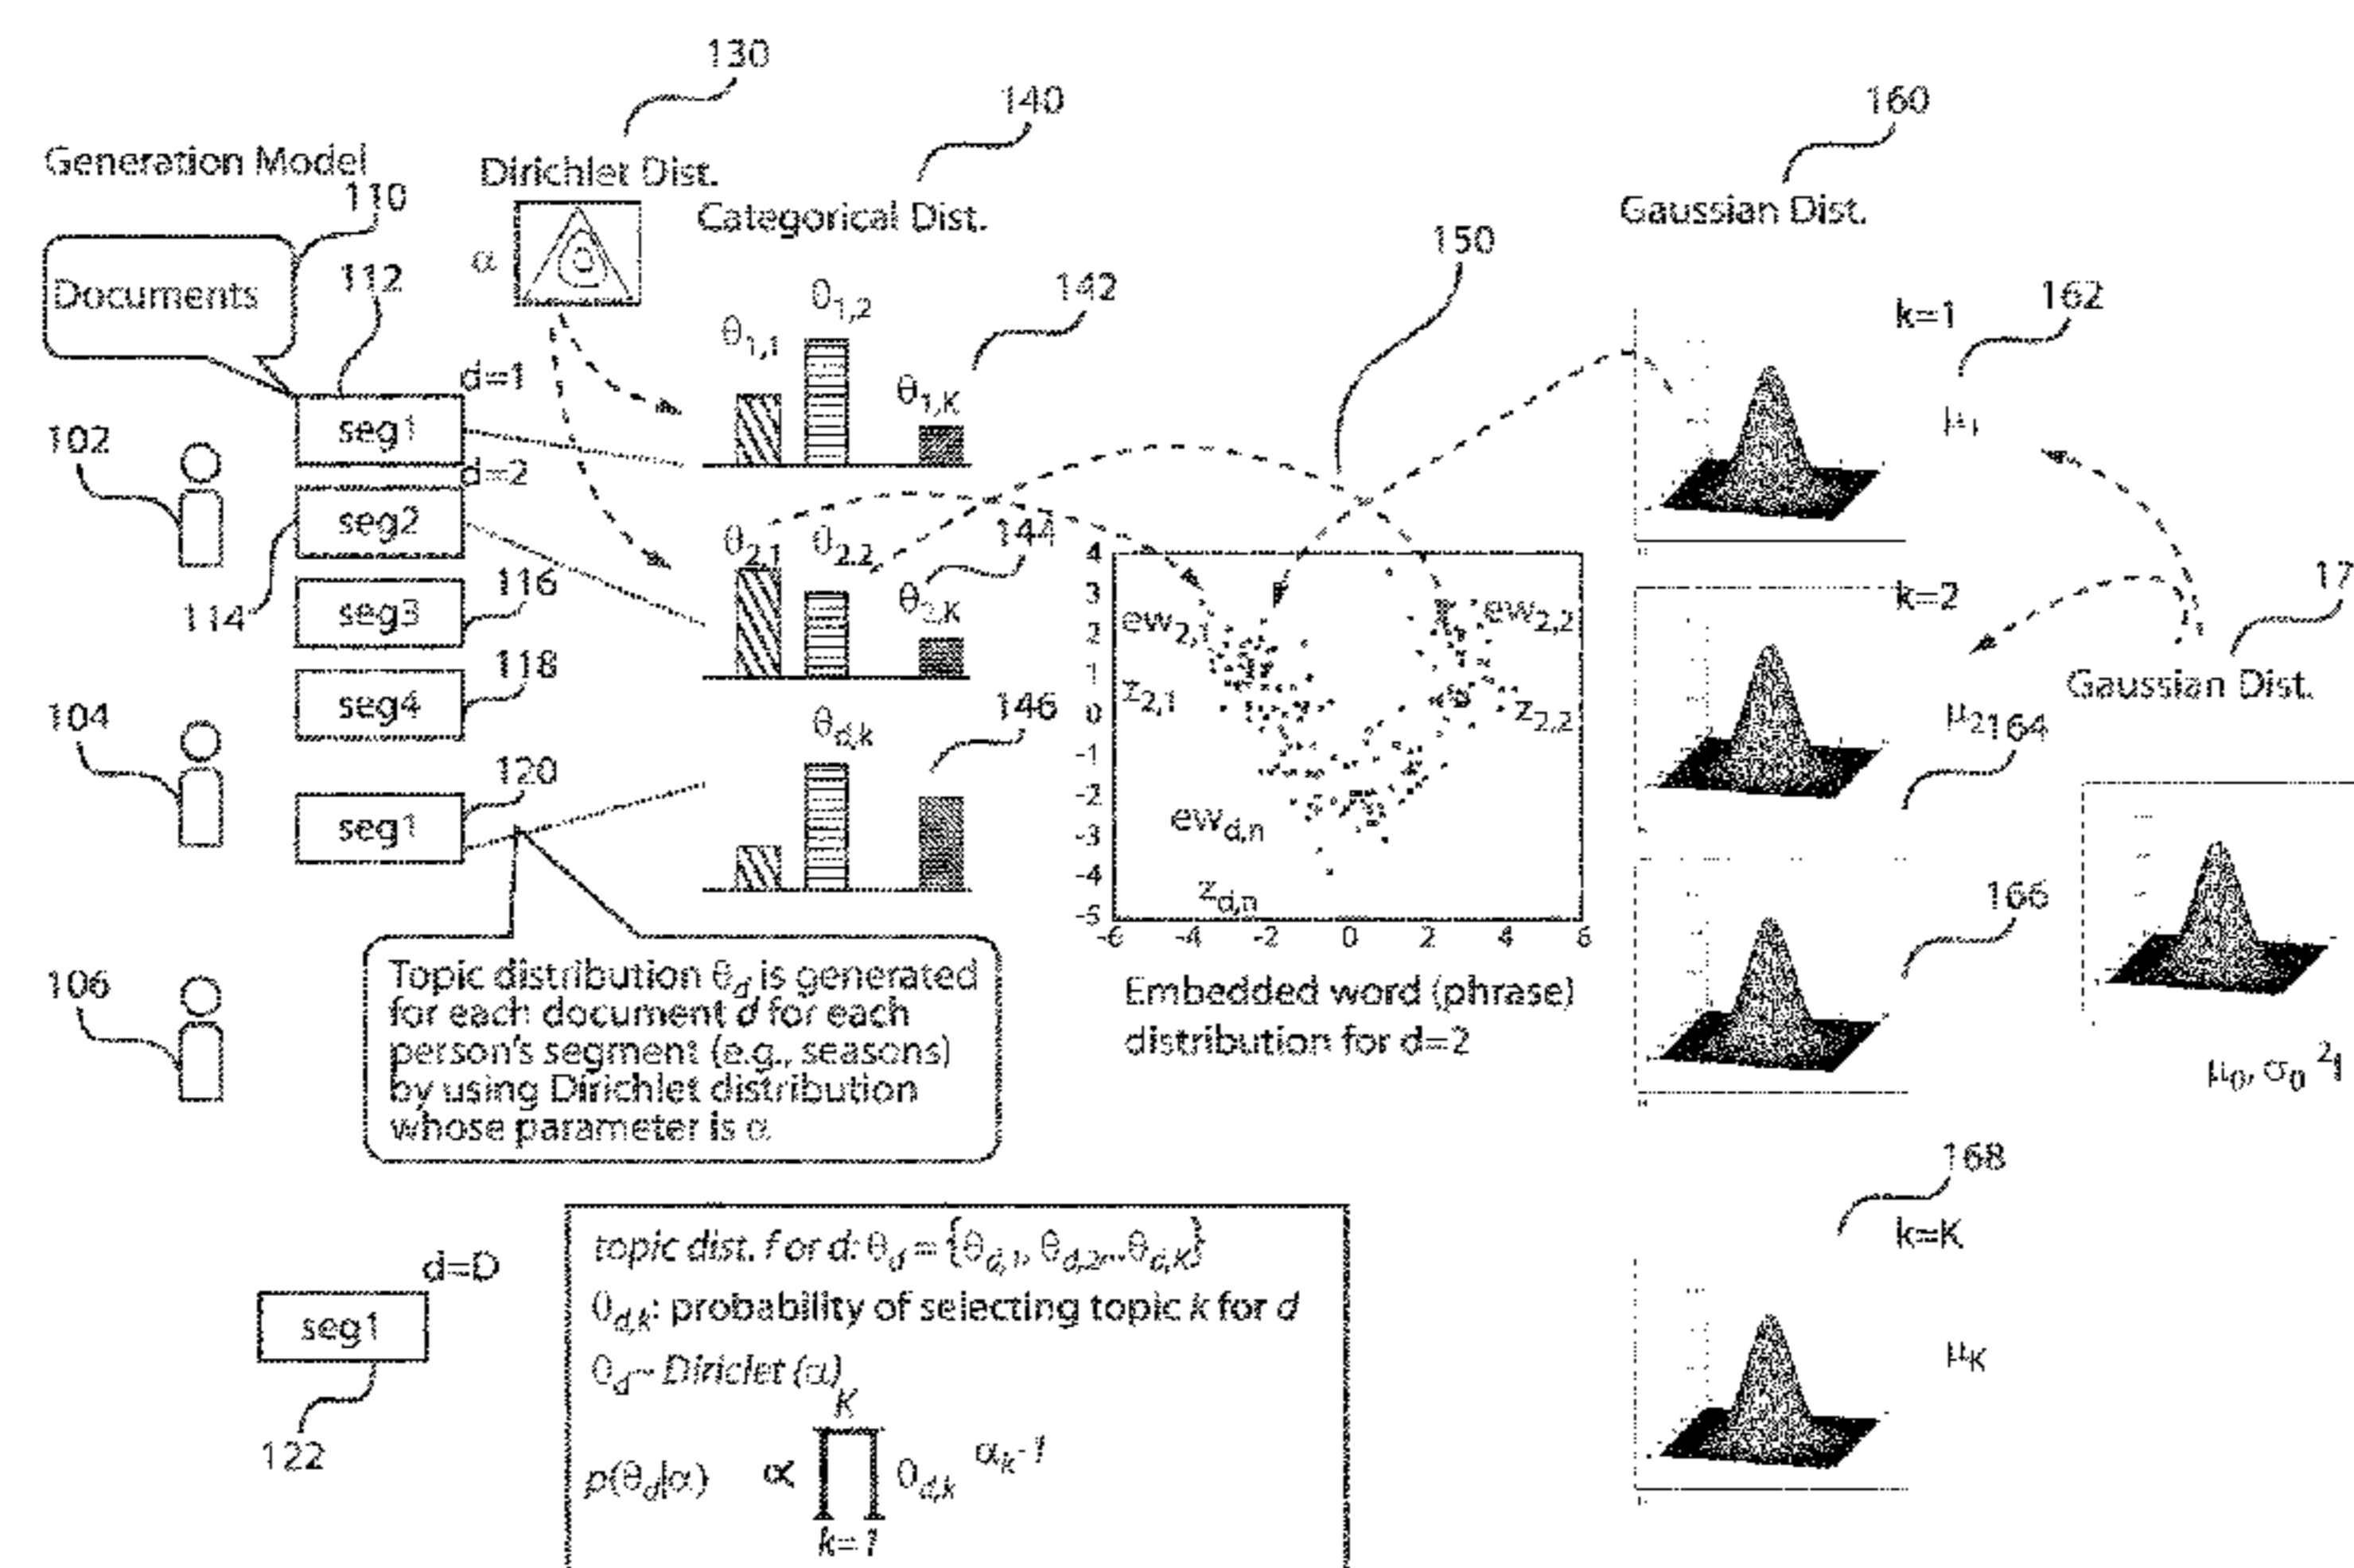 130
140
160
Generation Model
110
Dirichlet Dist.
Categorical Dist.
Gaussian Dist.
150
Documents
112
α
θ1,1
θ1,2
142
k=1
162
d=1
θ1,K
seg1
μ1
102
d=2
seg2
θ2,1
θ2,2
144
114
116
seg3
θ2,K
4
3
2
1
0
-1
-2
-3
-4
-5
-6
-4
-2
0
2
4
6
ew2,1
ew2,2
z2,1
z2,2
ewd,n
zd,n
k=2
17
Gaussian Dist.
118
seg4
104
θd,k
146
μ2
164
120
seg1
166
Topic distribution θd is generated
for each document d for each
person's segment (e.g., seasons)
by using Dirichlet distribution
whose parameter is α
106
Embedded word (phrase)
distribution for d=2
μ0, σ0 2I
168
k=K
μK
d=D
seg1
122
topic dist. for d: θd = {θd,1, θd,2...θd,K}
θd,k: probability of selecting topic k for d
θd ~ Diriclet (α)
K
p(θd|α) ∝ ∏ θd,k αk-1
k=1